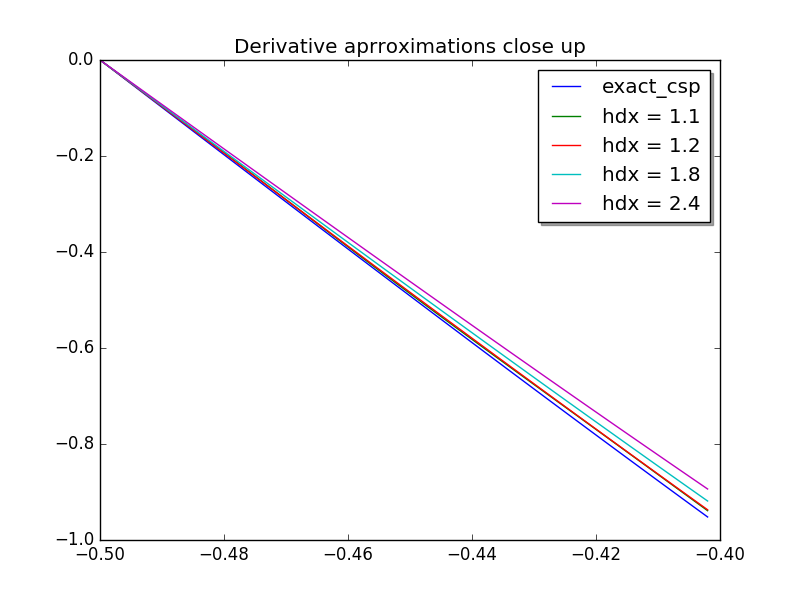 Derivative aprroximations close up
exact_csp
hdx = 1.1
hdx = 1.2
hdx = 1.8
hdx = 2.4
0.0
−0.2
−0.4
−0.6
−0.8
−1.0
−0.50 −0.48 −0.46 −0.44 −0.42 −0.40